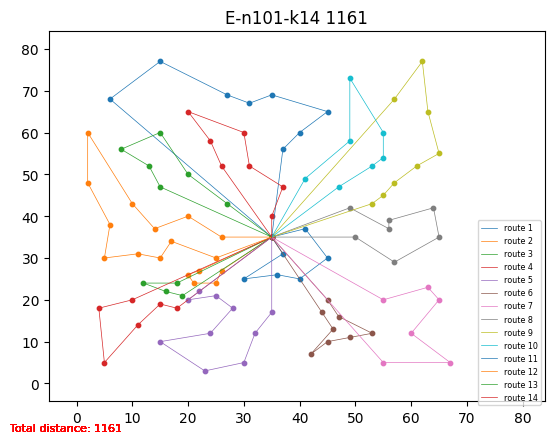 E-n101-k14 1161
80
70
60
50
40
30
20
10
0
0 10 20 30 40 50 60 70 80
route 1
route 2
route 3
route 4
route 5
route 6
route 7
route 8
route 9
route 10
route 11
route 12
route 13
route 14
Total distance: 1161